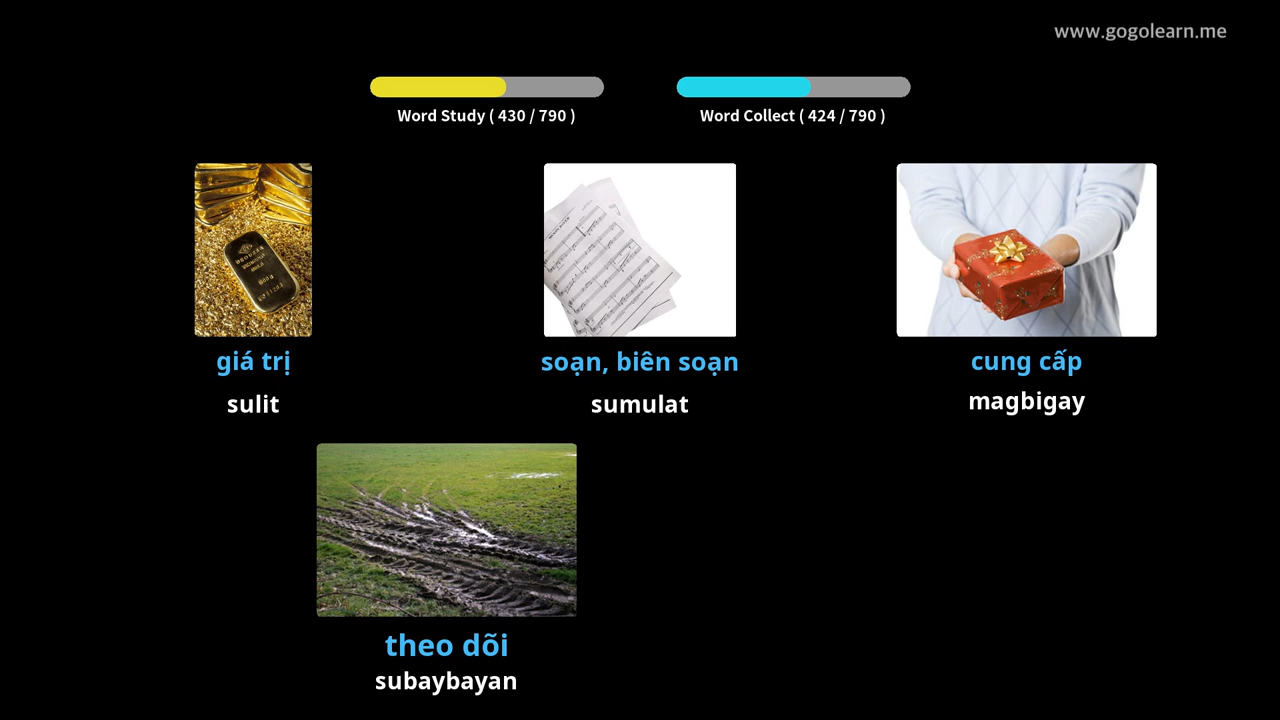 www.gogolearn.me
Word Study ( 430 / 790 )
Word Collect ( 424 / 790 )
giá trị
sulit
soạn, biên soạn
sumulat
cung cấp
magbigay
theo dõi
subaybayan